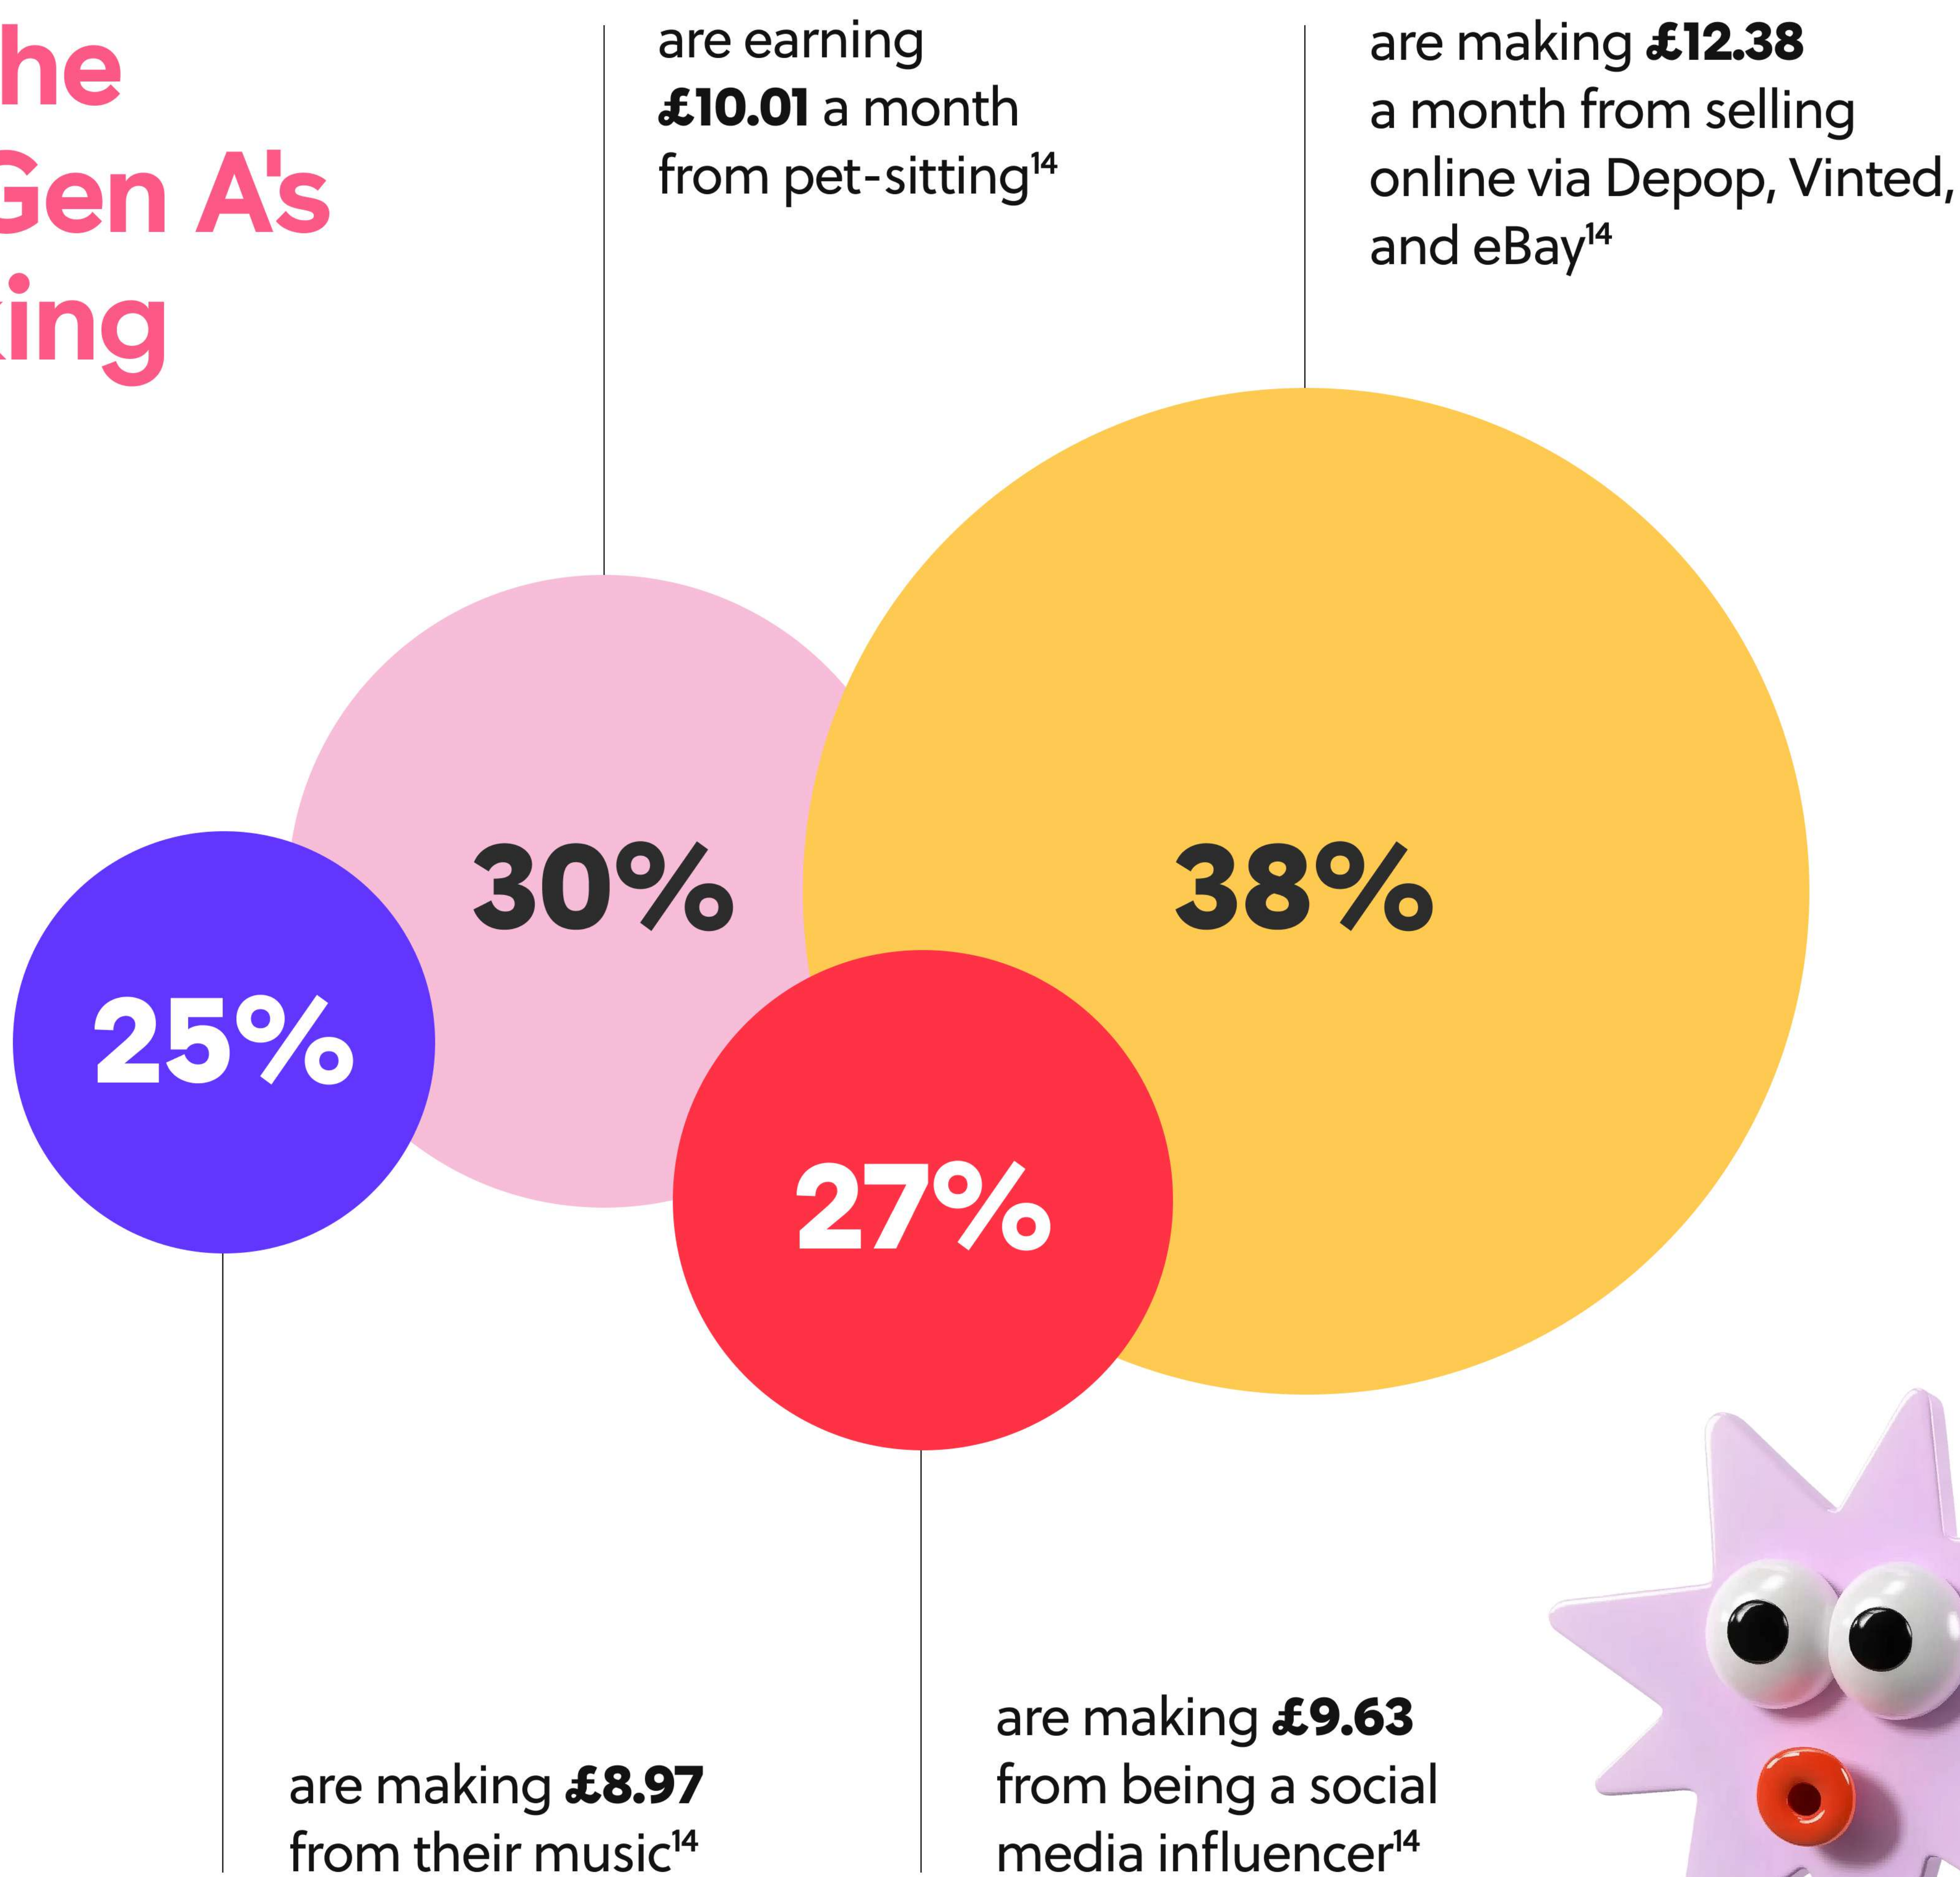 he
Gen A's
ing
are earning
£10.01 a month
from pet-sitting¹⁴
are making £12.38
a month from selling
online via Depop, Vinted,
and eBay¹⁴
30%
38%
25%
27%
are making £8.97
from their music¹⁴
are making £9.63
from being a social
media influencer¹⁴